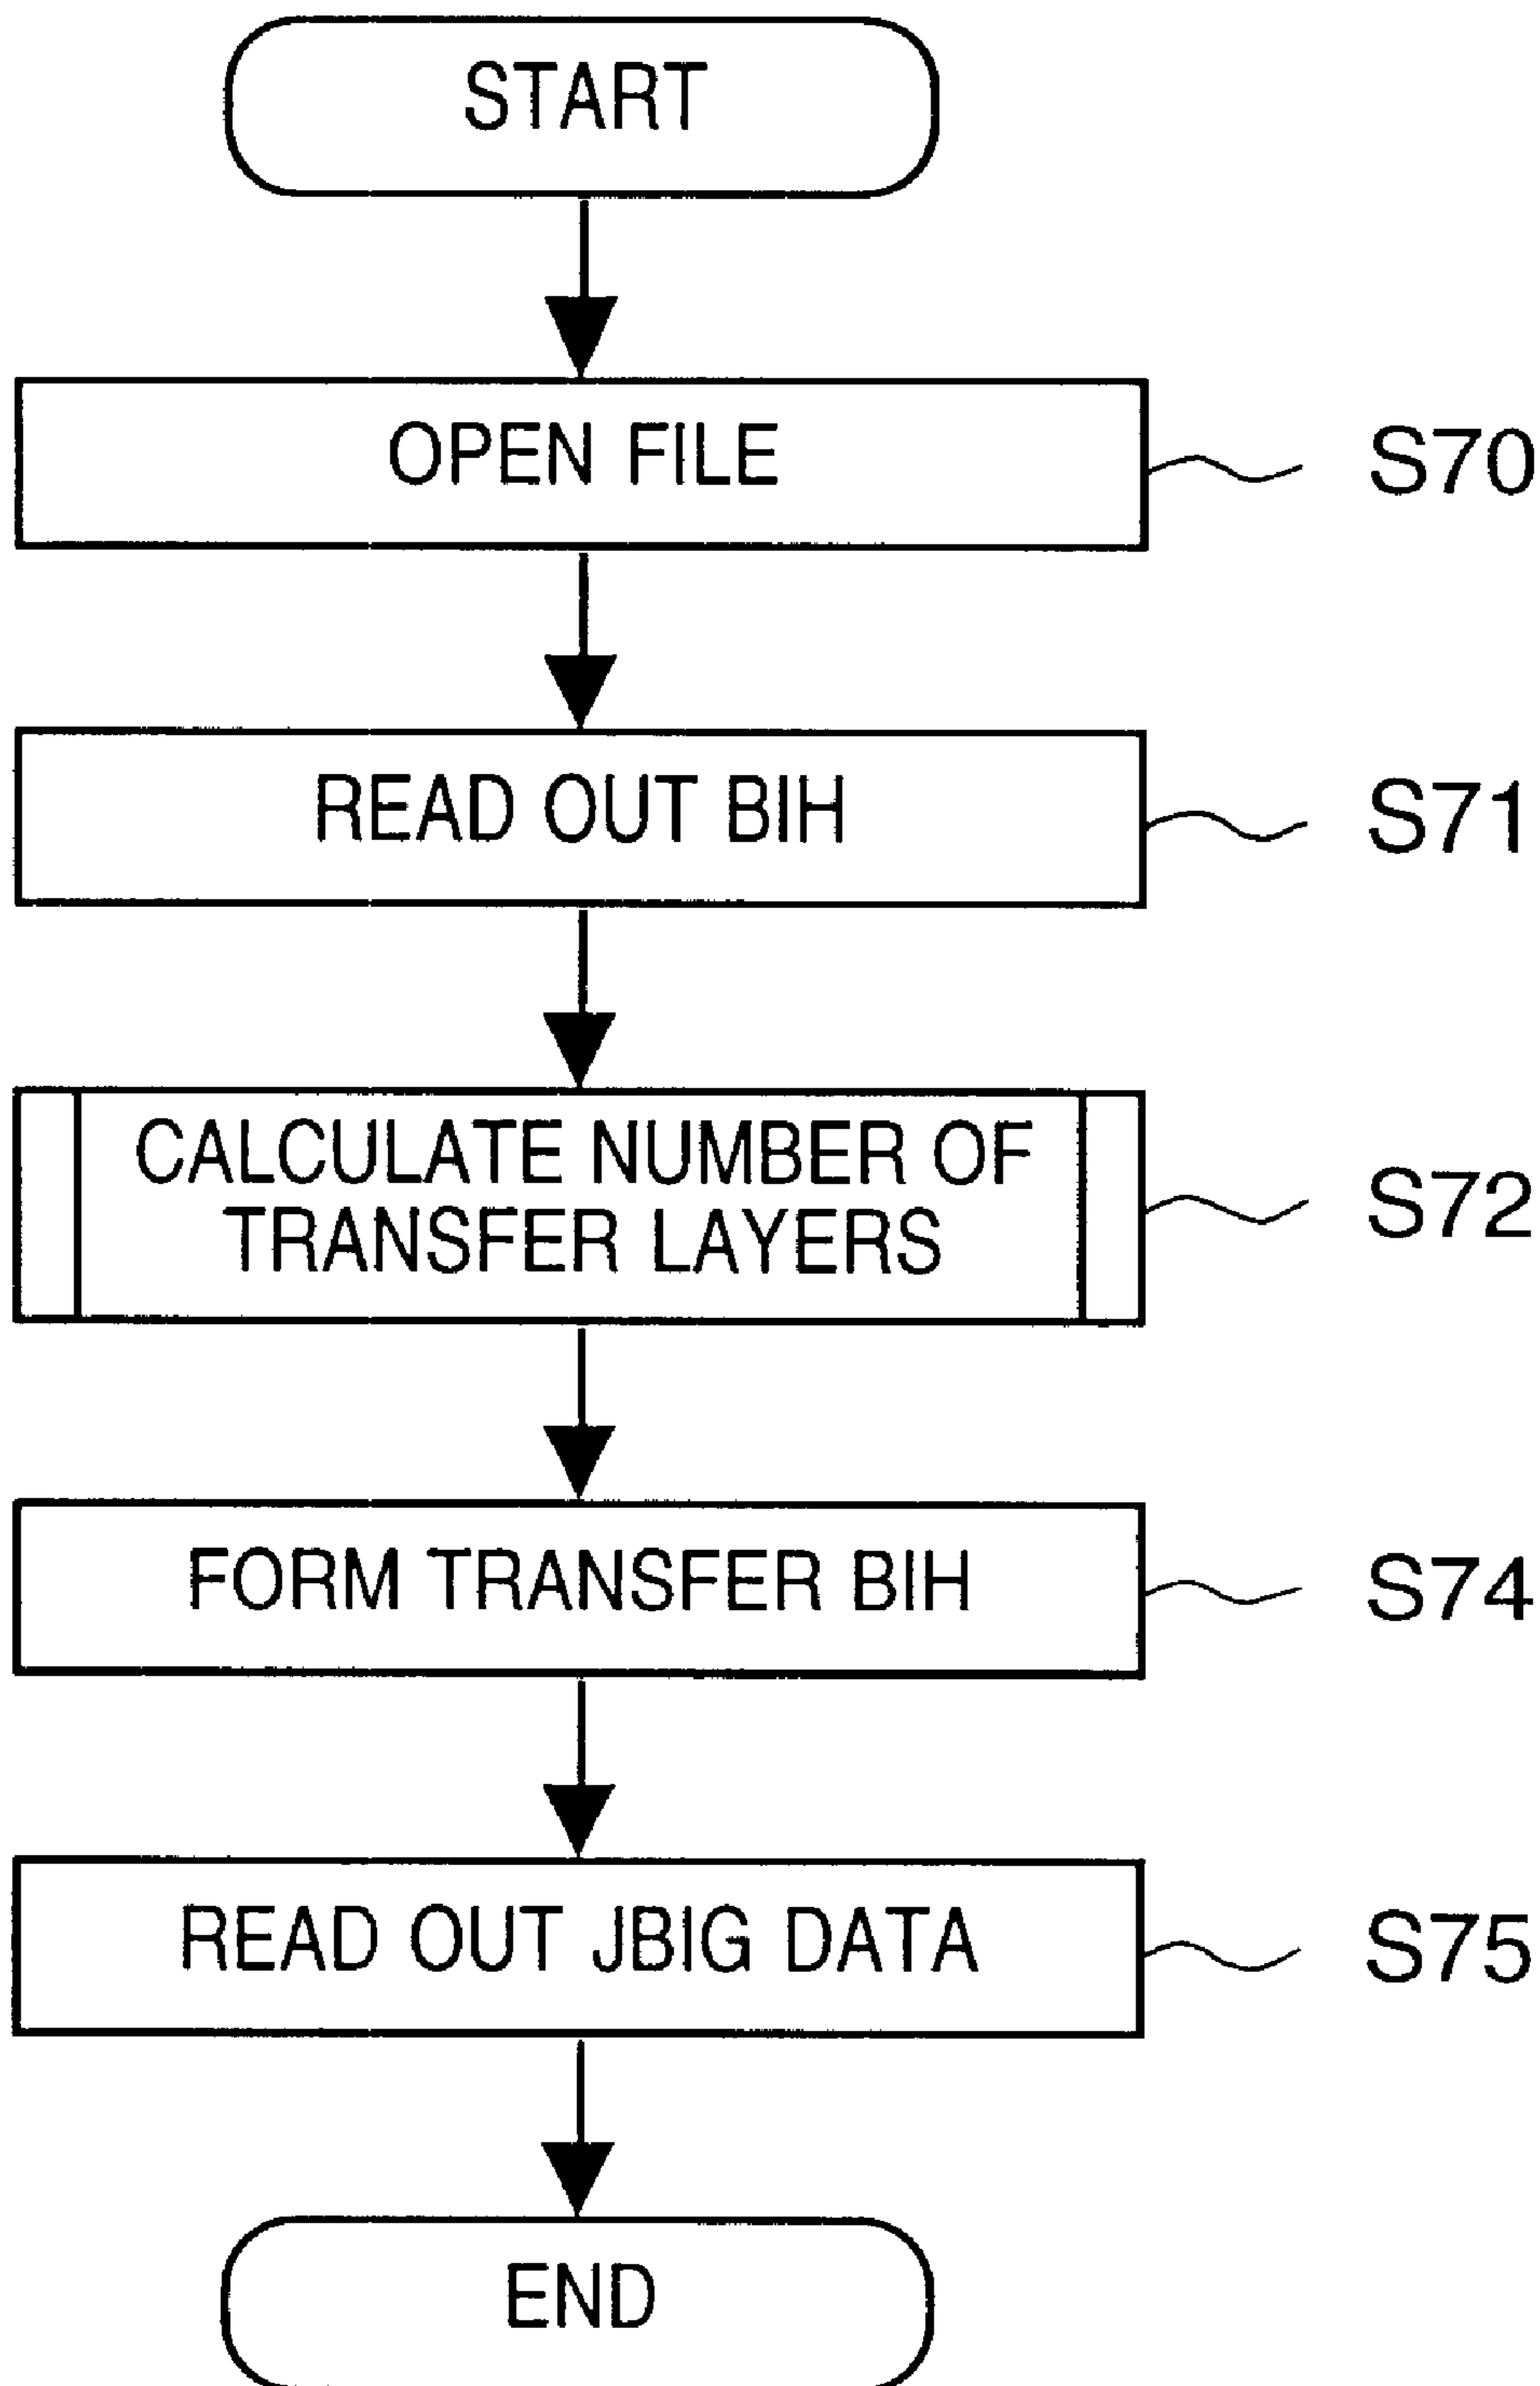 START
OPEN FILE
S70
READ OUT BIH
S71
CALCULATE NUMBER OF
TRANSFER LAYERS
S72
FORM TRANSFER BIH
S74
READ OUT JBIG DATA
S75
END